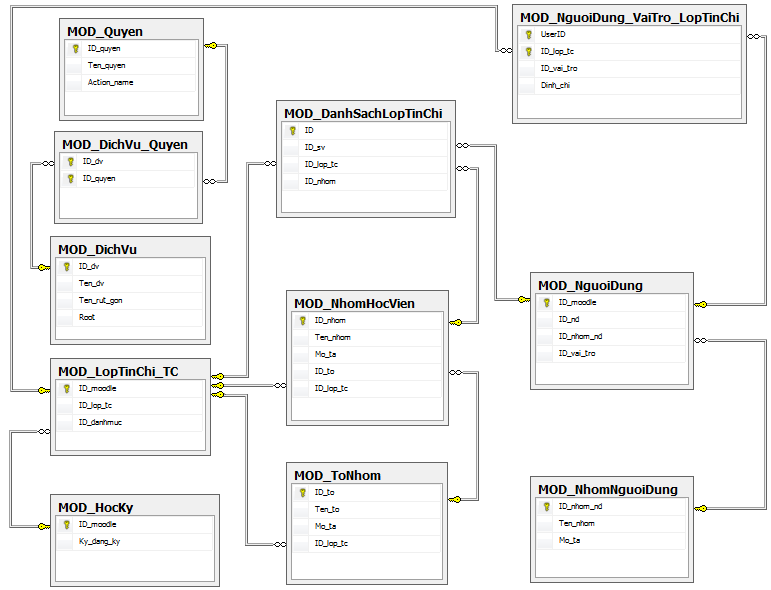 MOD_Quyen
ID_quyen
Ten_quyen
Action_name
MOD_DichVu_Quyen
ID_dv
ID_quyen
MOD_DichVu
ID_dv
Ten_dv
Ten_rut_gon
Root
MOD_LopTinChi_TC
ID_moodle
ID_lop_tc
ID_danhmuc
MOD_HocKy
ID_moodle
Ky_dang_ky
MOD_DanhSachLopTinChi
ID
ID_sv
ID_lop_tc
ID_nhom
MOD_NhomHocVien
ID_nhom
Ten_nhom
Mo_ta
ID_to
ID_lop_tc
MOD_ToNhom
ID_to
Ten_to
Mo_ta
ID_lop_tc
MOD_NguoiDung_VaiTro_LopTinChi
UserID
ID_lop_tc
ID_vai_tro
Dinh_chi
MOD_NguoiDung
ID_moodle
ID_nd
ID_nhom_nd
ID_vai_tro
MOD_NhomNguoiDung
ID_nhom_nd
Ten_nhom
Mo_ta